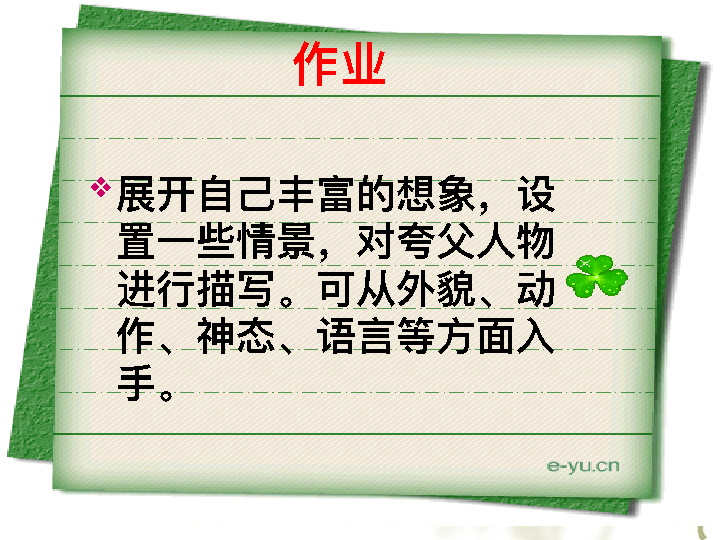 作业
展开自己丰富的想象，设
置一些情景，对夸父人物
进行描写。可从外貌、动
作、神态、语言等方面入
手。
e-yu.cn